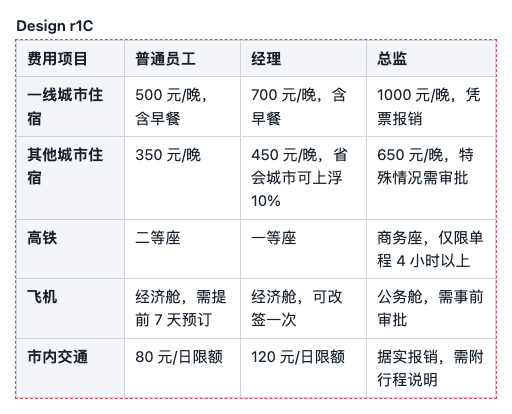 Design r1C
费用项目 普通员工 经理 总监
一线城市住宿 500 元/晚，含早餐 700 元/晚，含早餐 1000 元/晚，凭票报销
其他城市住宿 350 元/晚 450 元/晚，省会城市可上浮 10% 650 元/晚，特殊情况需审批
高铁 二等座 一等座 商务座，仅限单程 4 小时以上
飞机 经济舱，需提前 7 天预订 经济舱，可改签一次 公务舱，需事前审批
市内交通 80 元/日限额 120 元/日限额 据实报销，需附行程说明